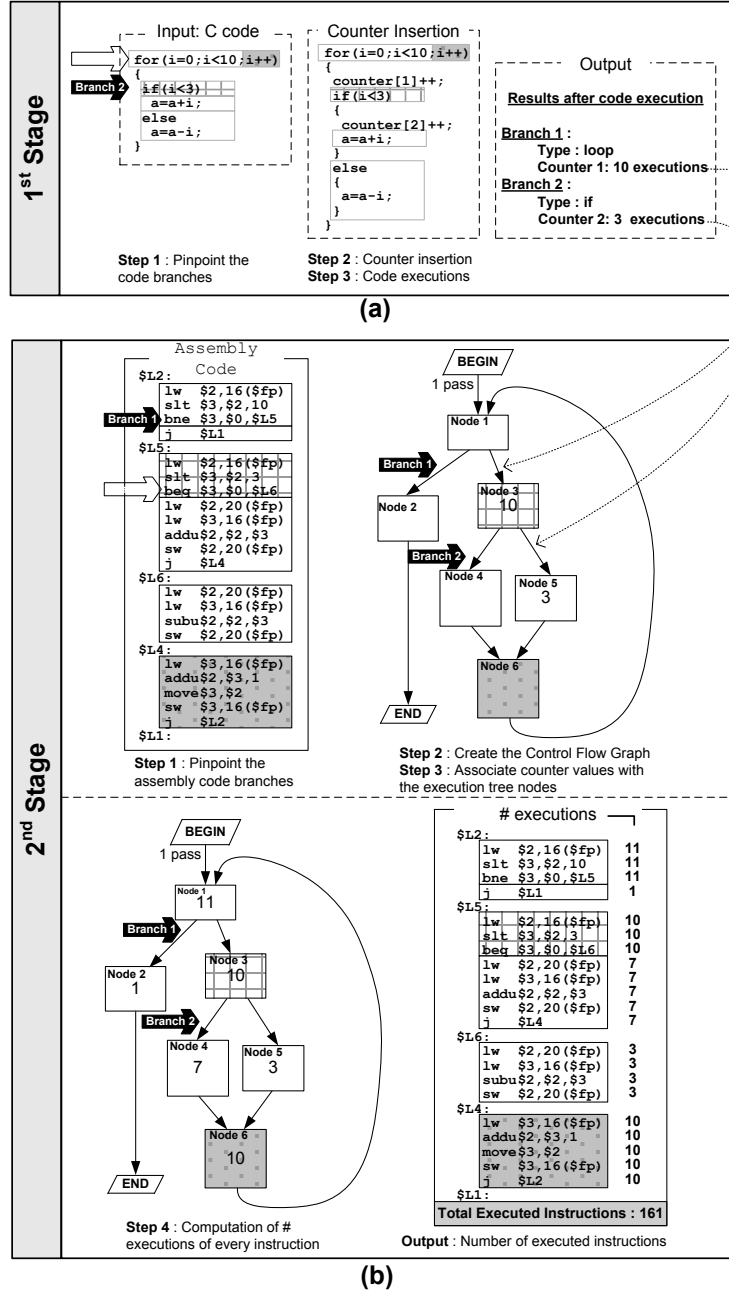 1st Stage
Input: C code
for(i=0;i<10;i++)
{
if(i<3)
a=a+i;
else
a=a-i;
}
Branch 2
Step 1 : Pinpoint the
code branches
Counter Insertion
for(i=0;i<10;i++)
{
counter[1]++;
if(i<3)
{
counter[2]++;
a=a+i;
}
else
{
a=a-i;
}
}
Step 2 : Counter insertion
Step 3 : Code executions
Output
Results after code execution
Branch 1 :
Type : loop
Counter 1: 10 executions
Branch 2 :
Type : if
Counter 2: 3 executions
(a)
2nd Stage
Assembly
Code
$L2:
lw $2,16($fp)
slt $3,$2,10
Branch 1
bne $3,$0,$L5
j $L1
$L5:
lw $2,16($fp)
slt $3,$2,3
beq $3,$0,$L6
lw $2,20($fp)
lw $3,16($fp)
addu$2,$2,$3
sw $2,20($fp)
j $L4
$L6:
lw $2,20($fp)
lw $3,16($fp)
subu$2,$2,$3
sw $2,20($fp)
$L4:
lw $3,16($fp)
addu$2,$3,1
move$3,$2
sw $3,16($fp)
j $L2
$L1:
Step 1 : Pinpoint the
assembly code branches
BEGIN
1 pass
Node 1
Branch 1
Node 2
Node 3
10
Branch 2
Node 4
Node 5
3
Node 6
END
Step 2 : Create the Control Flow Graph
Step 3 : Associate counter values with
the execution tree nodes
BEGIN
1 pass
Node 1
11
Branch 1
Node 2
1
Node 3
10
Branch 2
Node 4
7
Node 5
3
Node 6
10
END
Step 4 : Computation of #
executions of every instruction
# executions
$L2:
lw $2,16($fp) 11
slt $3,$2,10 11
bne $3,$0,$L5 11
j $L1 1
$L5:
lw $2,16($fp) 10
slt $3,$2,3 10
beq $3,$0,$L6 10
lw $2,20($fp) 7
lw $3,16($fp) 7
addu$2,$2,$3 7
sw $2,20($fp) 7
j $L4 7
$L6:
lw $2,20($fp) 3
lw $3,16($fp) 3
subu$2,$2,$3 3
sw $2,20($fp) 3
$L4:
lw $3,16($fp) 10
addu$2,$3,1 10
move$3,$2 10
sw $3,16($fp) 10
j $L2 10
$L1:
Total Executed Instructions : 161
Output : Number of executed instructions
(b)